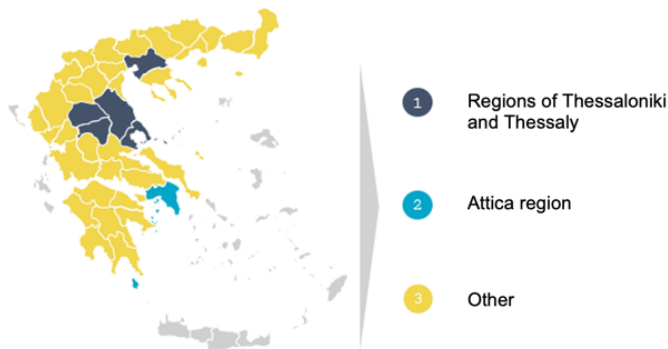 1
Regions of Thessaloniki
and Thessaly
2
Attica region
3
Other